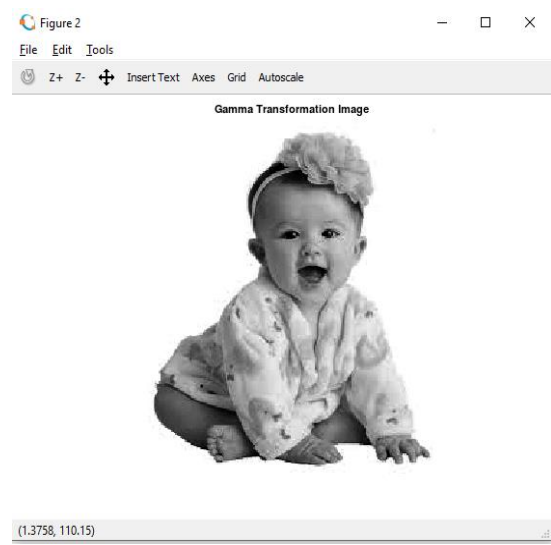 Figure 2
File Edit Tools
Z+ Z- Insert Text Axes Grid Autoscale
Gamma Transformation Image
(1.3758, 110.15)